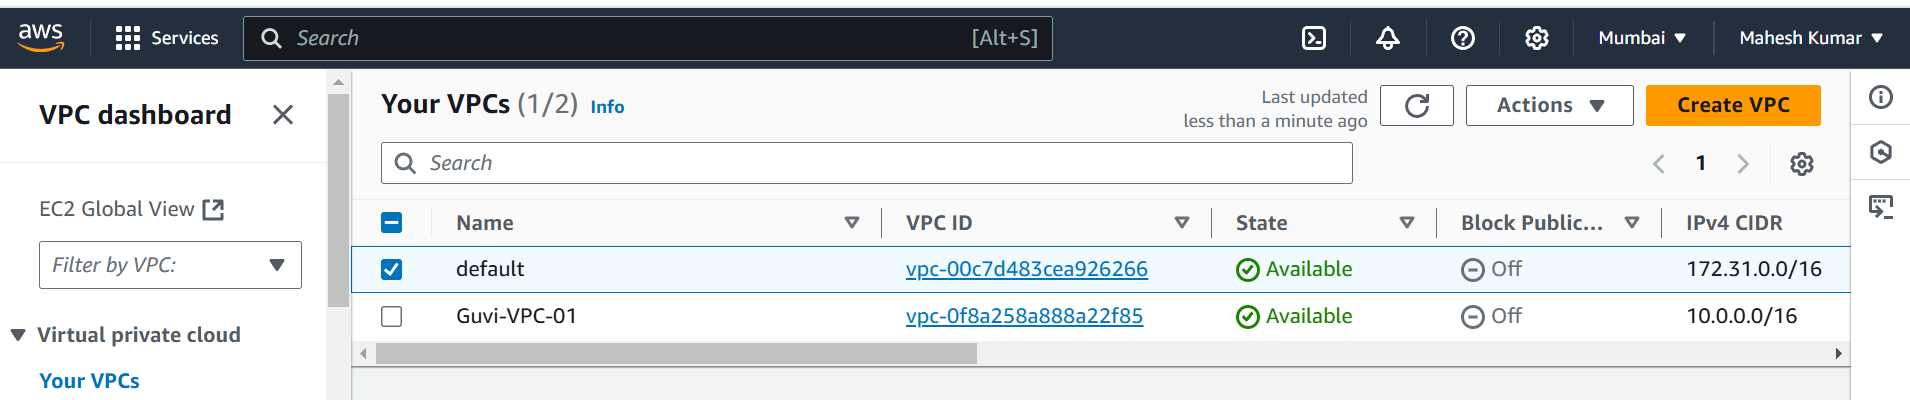 aws Services Search [Alt+S] Mumbai Mahesh Kumar
VPC dashboard
EC2 Global View
Filter by VPC:
Virtual private cloud
Your VPCs
Your VPCs (1/2) Info
Last updated
less than a minute ago
Actions
Create VPC
Search
1
Name VPC ID State Block Public... IPv4 CIDR
default vpc-00c7d483cea926266 Available Off 172.31.0.0/16
Guvi-VPC-01 vpc-0f8a258a888a22f85 Available Off 10.0.0.0/16